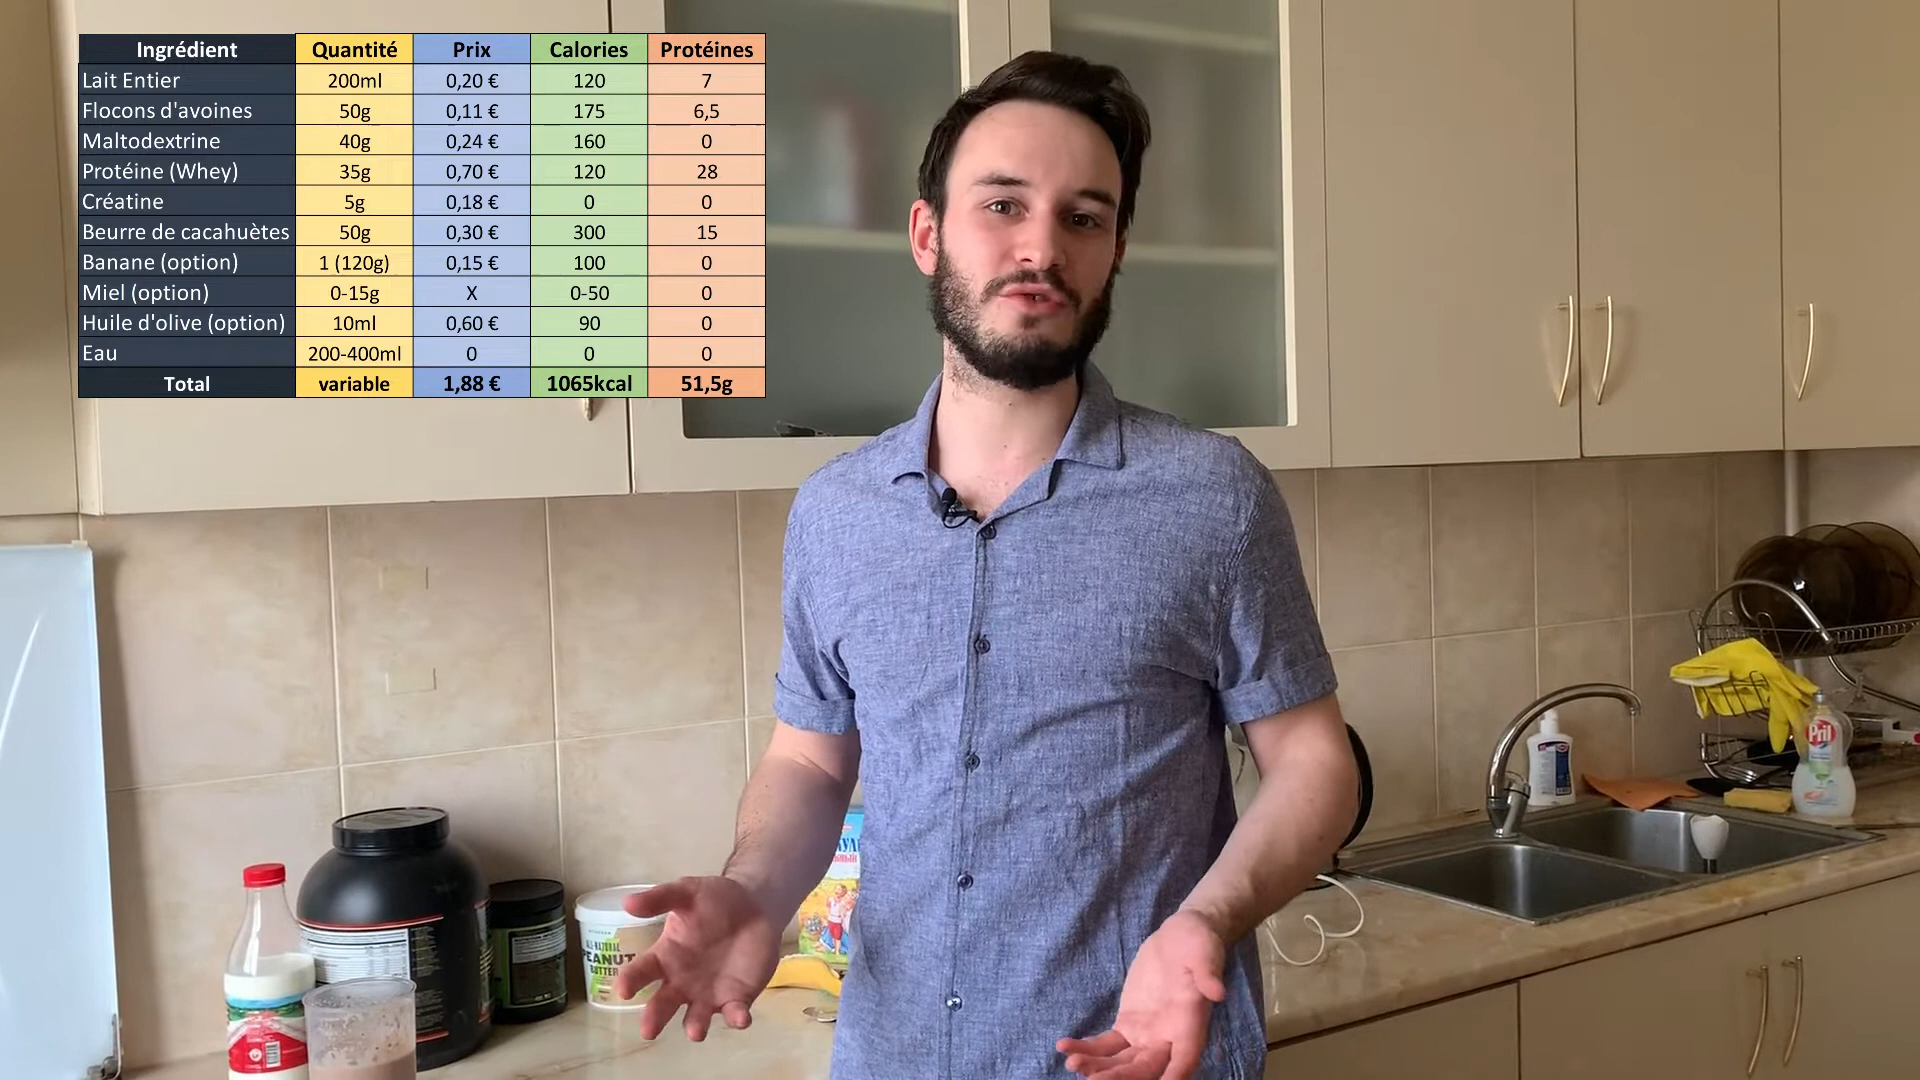 Ingrédient Quantité Prix Calories Protéines
Lait Entier 200ml 0,20 € 120 7
Flocons d'avoines 50g 0,11 € 175 6,5
Maltodextrine 40g 0,24 € 160 0
Protéine (Whey) 35g 0,70 € 120 28
Créatine 5g 0,18 € 0 0
Beurre de cacahuètes 50g 0,30 € 300 15
Banane (option) 1 (120g) 0,15 € 100 0
Miel (option) 0-15g X 0-50 0
Huile d'olive (option) 10ml 0,60 € 90 0
Eau 200-400ml 0 0 0
Total variable 1,88 € 1065kcal 51,5g
Pril
ALL-NATURAL
PEANUT
BUTTER